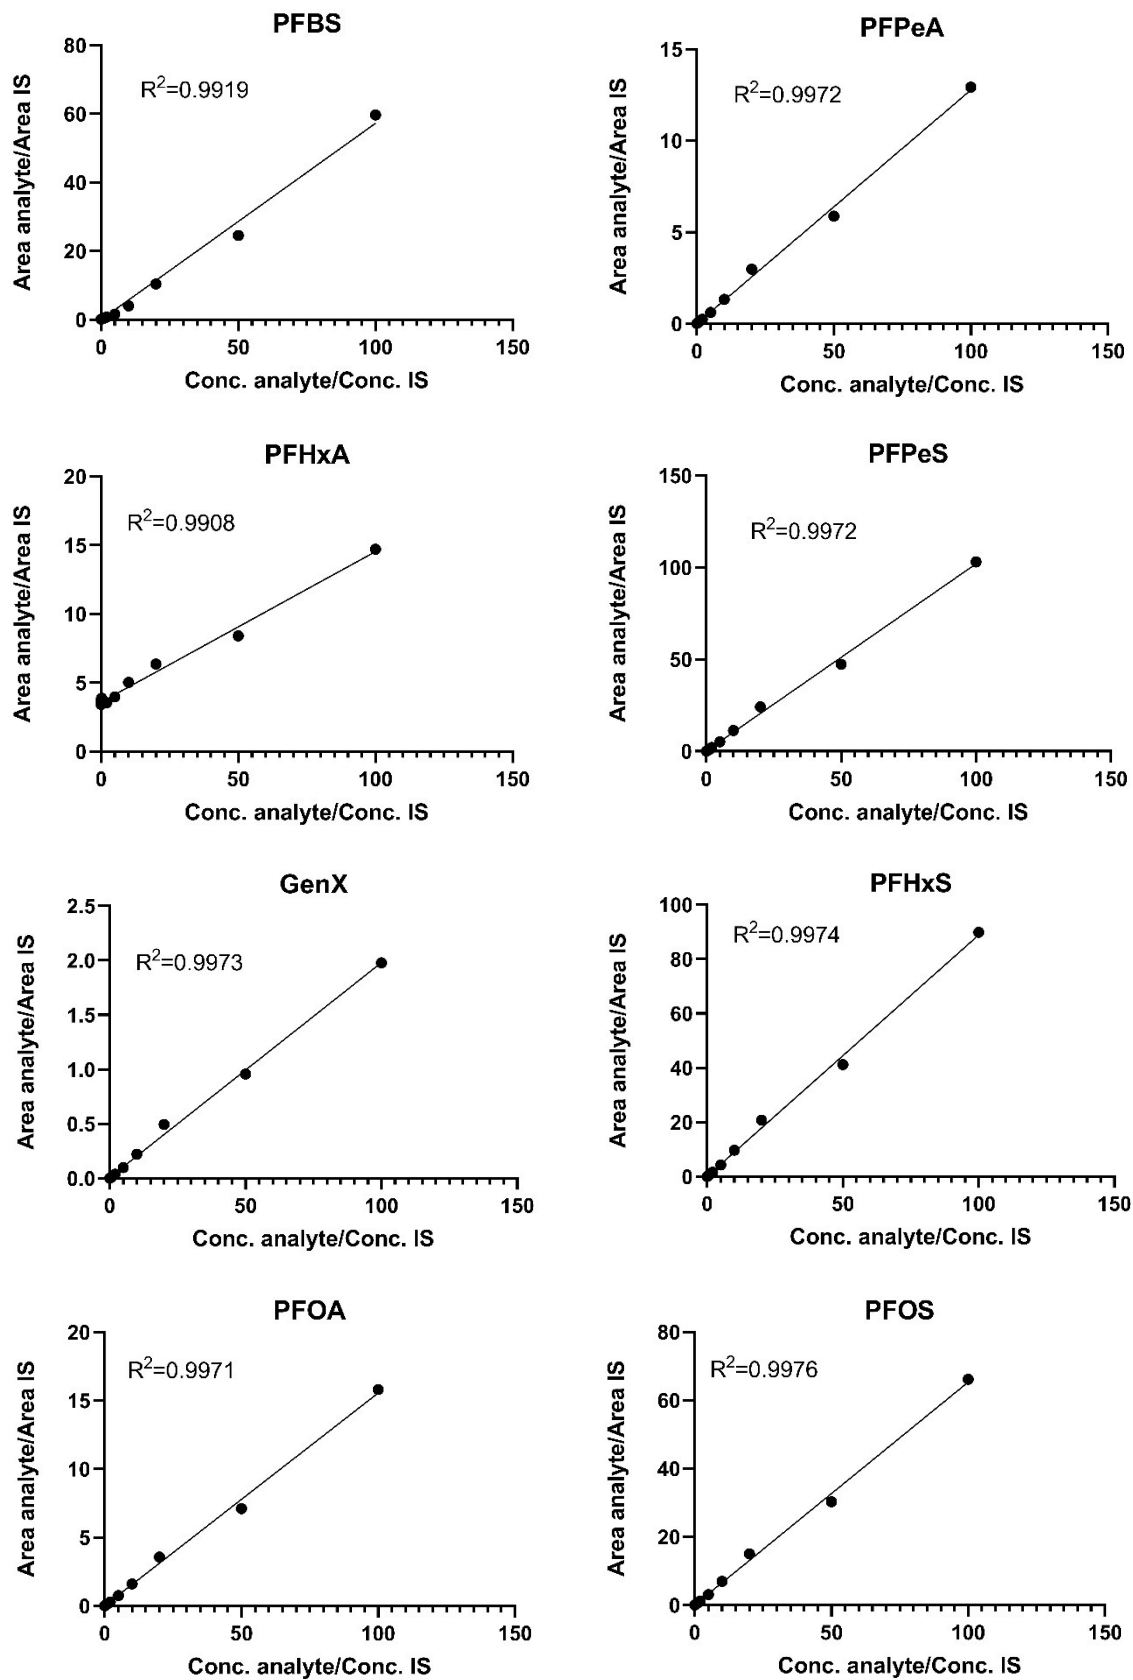 PFBS
80
60
40
20
0
R²=0.9919
0 50 100 150
Area analyte/Area IS
Conc. analyte/Conc. IS
PFPeA
15
10
5
0
R²=0.9972
0 50 100 150
Area analyte/Area IS
Conc. analyte/Conc. IS
PFHxA
20
15
10
5
0
R²=0.9908
0 50 100 150
Area analyte/Area IS
Conc. analyte/Conc. IS
PFPeS
150
100
50
0
R²=0.9972
0 50 100 150
Area analyte/Area IS
Conc. analyte/Conc. IS
GenX
2.5
2.0
1.5
1.0
0.5
0.0
R²=0.9973
0 50 100 150
Area analyte/Area IS
Conc. analyte/Conc. IS
PFHxS
100
80
60
40
20
0
R²=0.9974
0 50 100 150
Area analyte/Area IS
Conc. analyte/Conc. IS
PFOA
20
15
10
5
0
R²=0.9971
0 50 100 150
Area analyte/Area IS
Conc. analyte/Conc. IS
PFOS
80
60
40
20
0
R²=0.9976
0 50 100 150
Area analyte/Area IS
Conc. analyte/Conc. IS